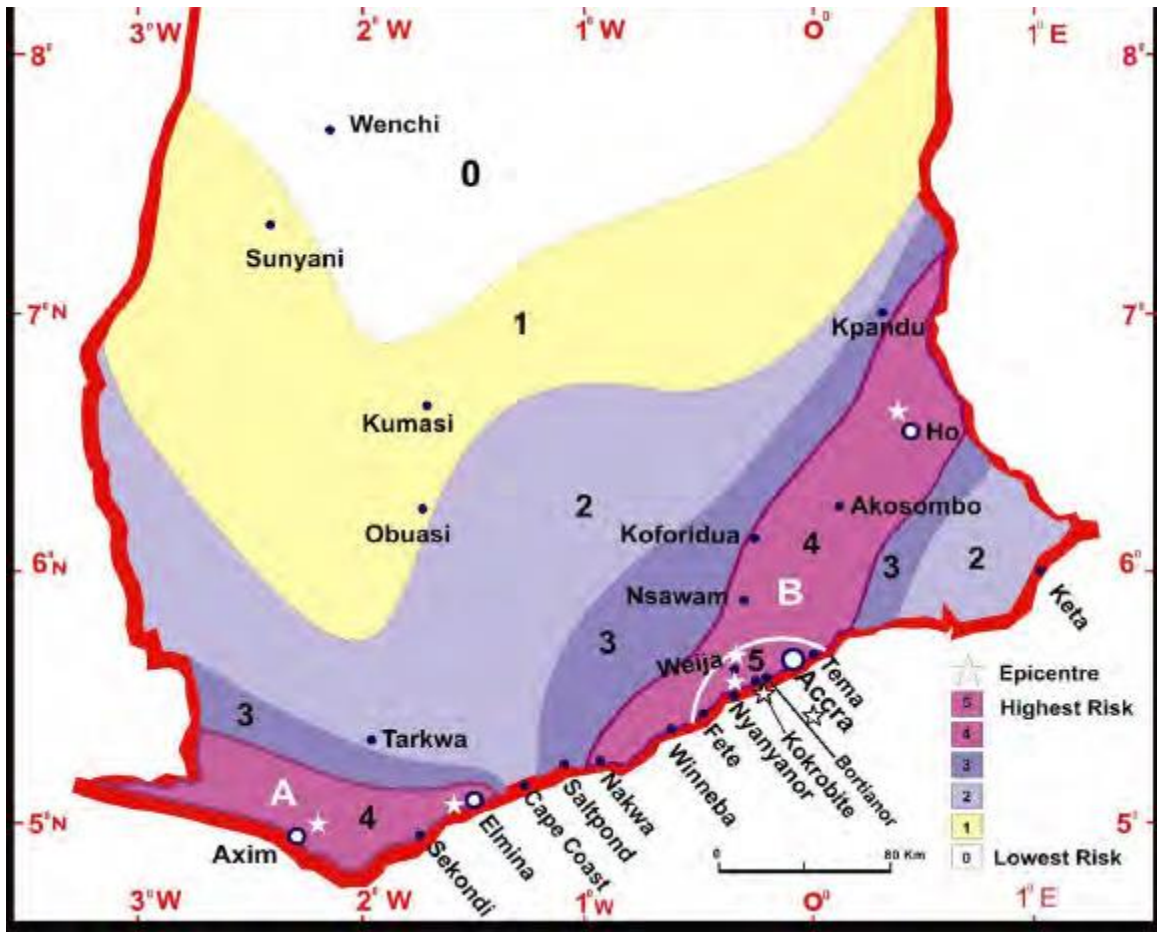 3°W 2°W 1°W 0° 1°E
8° 8°
Wenchi
0
Sunyani
7°N 7°
1
Kpandu
Kumasi
Ho
2
Obuasi
Akosombo
Koforidua
4
6°N 6°
3
2
Nsawam
B
Keta
3
Weija
5
Tema
Accra
Bortianor
Kokrobite
Nyanyanor
Fete
Winneba
Nakwa
Saltpond
Cape Coast
3
Tarkwa
A
4
Elmina
5°N 5°
Axim
Sekondi
Epicentre
5 Highest Risk
4
3
2
1
0 Lowest Risk
0 80 Km
3°W 2°W 1°W 0° 1°E